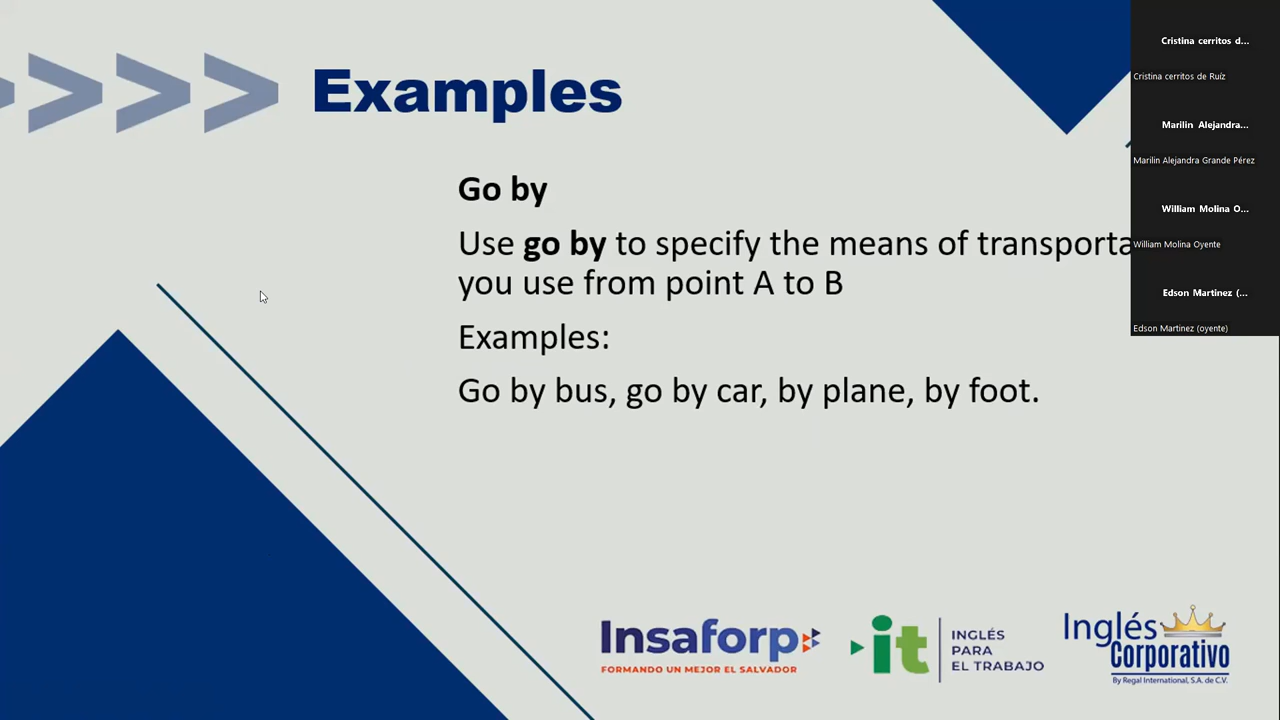 Examples
Go by
Use go by to specify the means of transporta
you use from point A to B
Examples:
Go by bus, go by car, by plane, by foot.
Cristina cerritos d...
Cristina cerritos de Ruíz
Marilin Alejandra...
Marilin Alejandra Grande Pérez
William Molina O...
William Molina Oyente
Edson Martinez (...
Edson Martinez (oyente)
Insaforp
FORMANDO UN MEJOR EL SALVADOR
it
INGLÉS
PARA
EL TRABAJO
Inglés
Corporativo
By Regal International, S.A. de C.V.